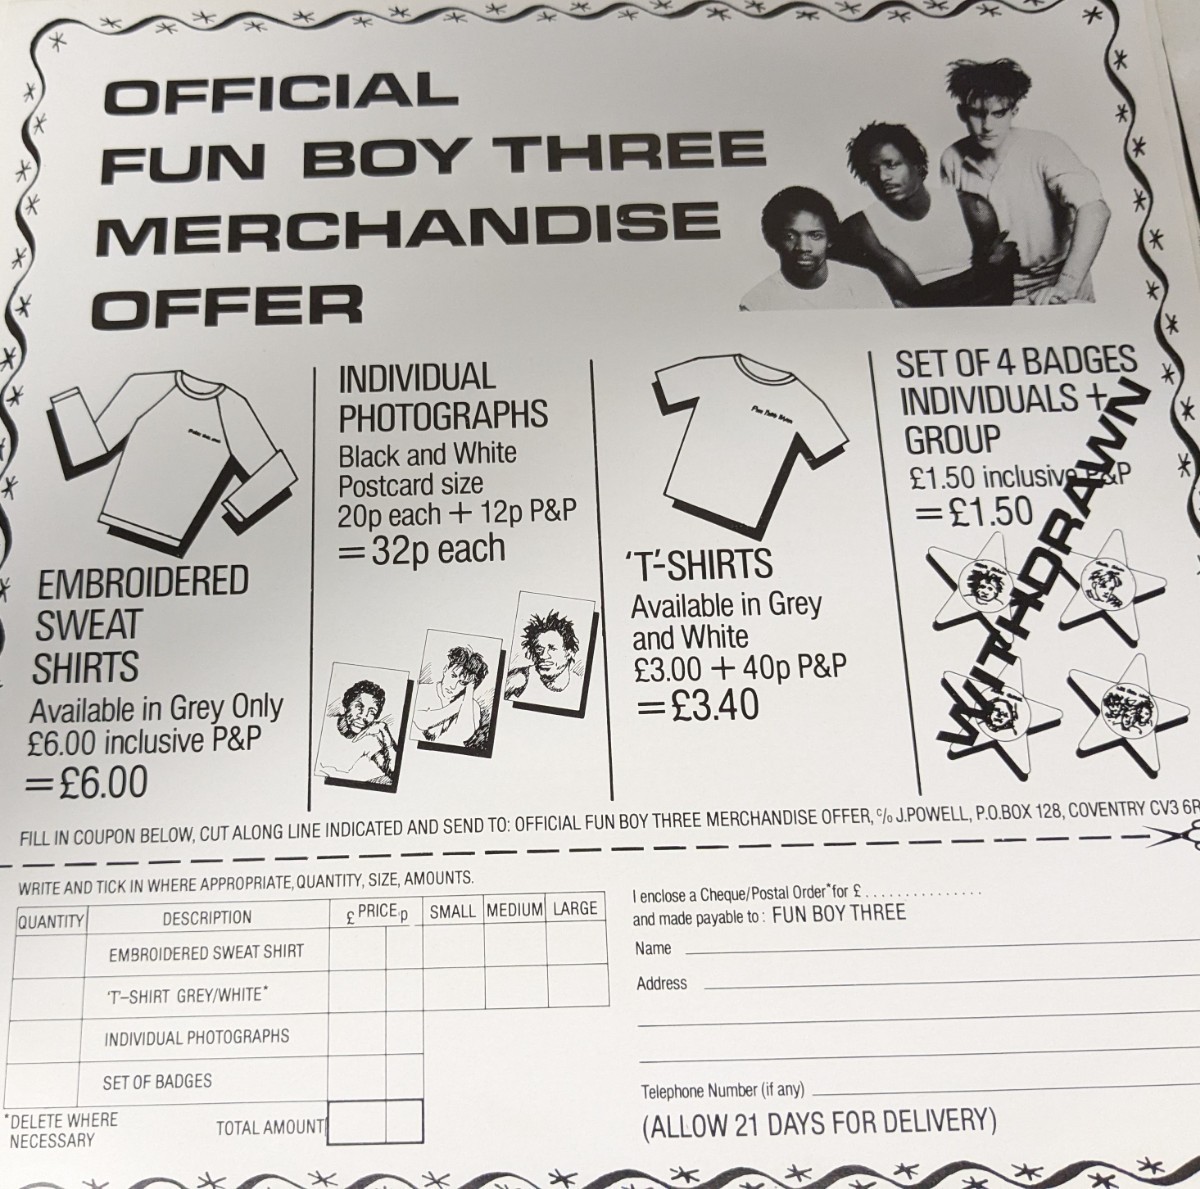 OFFICIAL
FUN BOY THREE
MERCHANDISE
OFFER
EMBROIDERED
SWEAT
SHIRTS
Available in Grey Only
£6.00 inclusive P&P
=£6.00
INDIVIDUAL
PHOTOGRAPHS
Black and White
Postcard size
20p each + 12p P&P
=32p each
'T'-SHIRTS
Available in Grey
and White
£3.00 + 40p P&P
=£3.40
SET OF 4 BADGES
INDIVIDUALS +
GROUP
£1.50 inclusive P&P
=£1.50
WITHDRAWN
FILL IN COUPON BELOW, CUT ALONG LINE INDICATED AND SEND TO: OFFICIAL FUN BOY THREE MERCHANDISE OFFER, c/o J.POWELL, P.O.BOX 128, COVENTRY CV3 6R
WRITE AND TICK IN WHERE APPROPRIATE, QUANTITY, SIZE, AMOUNTS.
QUANTITY DESCRIPTION £ PRICE p SMALL MEDIUM LARGE
EMBROIDERED SWEAT SHIRT
'T'-SHIRT GREY/WHITE*
INDIVIDUAL PHOTOGRAPHS
SET OF BADGES
*DELETE WHERE
NECESSARY
TOTAL AMOUNT
I enclose a Cheque/Postal Order*for £ ...............
and made payable to: FUN BOY THREE
Name
Address
Telephone Number (if any)
(ALLOW 21 DAYS FOR DELIVERY)